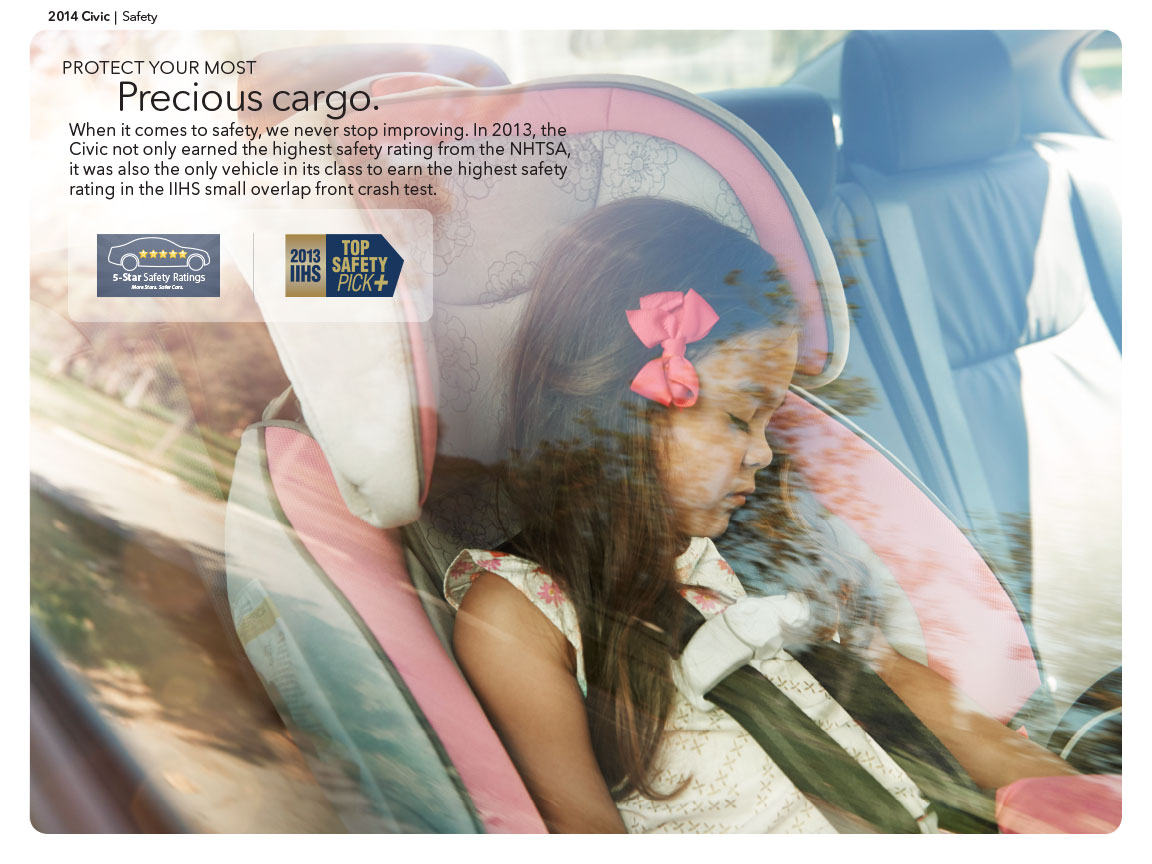 2014 Civic | Safety
PROTECT YOUR MOST
Precious cargo.
When it comes to safety, we never stop improving. In 2013, the
Civic not only earned the highest safety rating from the NHTSA,
it was also the only vehicle in its class to earn the highest safety
rating in the IIHS small overlap front crash test.
5-Star Safety Ratings
More Stars. Safer Cars.
2013
IIHS
TOP
SAFETY
PICK+